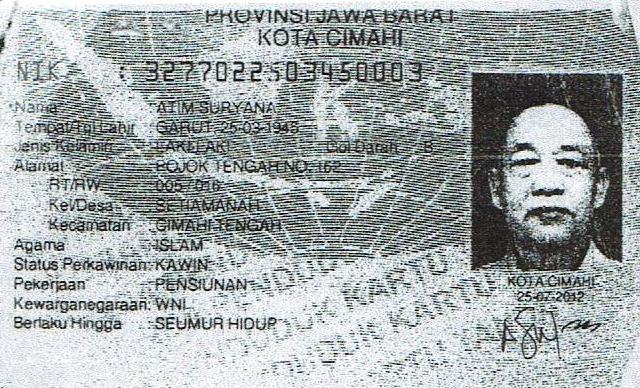 PROVINSI JAWA BARAT
KOTA CIMAHI
NIK : 3277022503450003
Nama : ATIM SURYANA
Tempat/Tgl Lahir : GARUT, 25-03-1945
Jenis Kelamin : LAKI-LAKI Gol Darah : B
Alamat : POJOK TENGAH NO. 162
RT/RW : 005 / 010
Kel/Desa : SETIAMANAH
Kecamatan : CIMAHI TENGAH
Agama : ISLAM
Status Perkawinan: KAWIN
Pekerjaan : PENSIUNAN
Kewarganegaraan: WNI
Berlaku Hingga : SEUMUR HIDUP
KOTA CIMAHI
25-07-2012